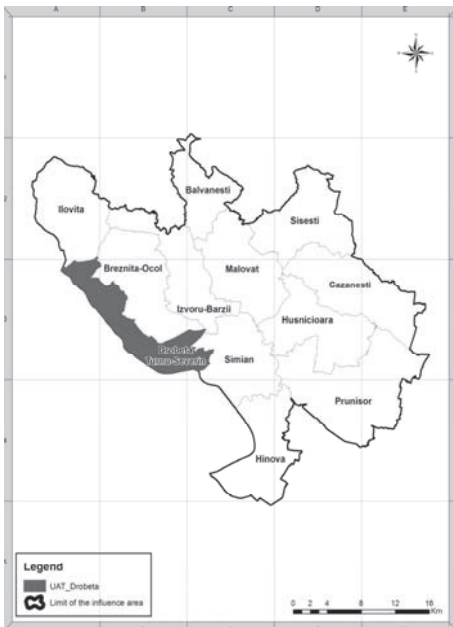 A B C D E
Balvanesti
Ilovita
Sisesti
Breznita-Ocol
Malovat
Cazanesti
Izvoru-Barzii
Husnicioara
Drobeta
Turnu-Severin
Simian
Prunisor
Hinova
Legend
UAT_Drobeta
Limit of the influence area
0 2 4 8 12 16
Km